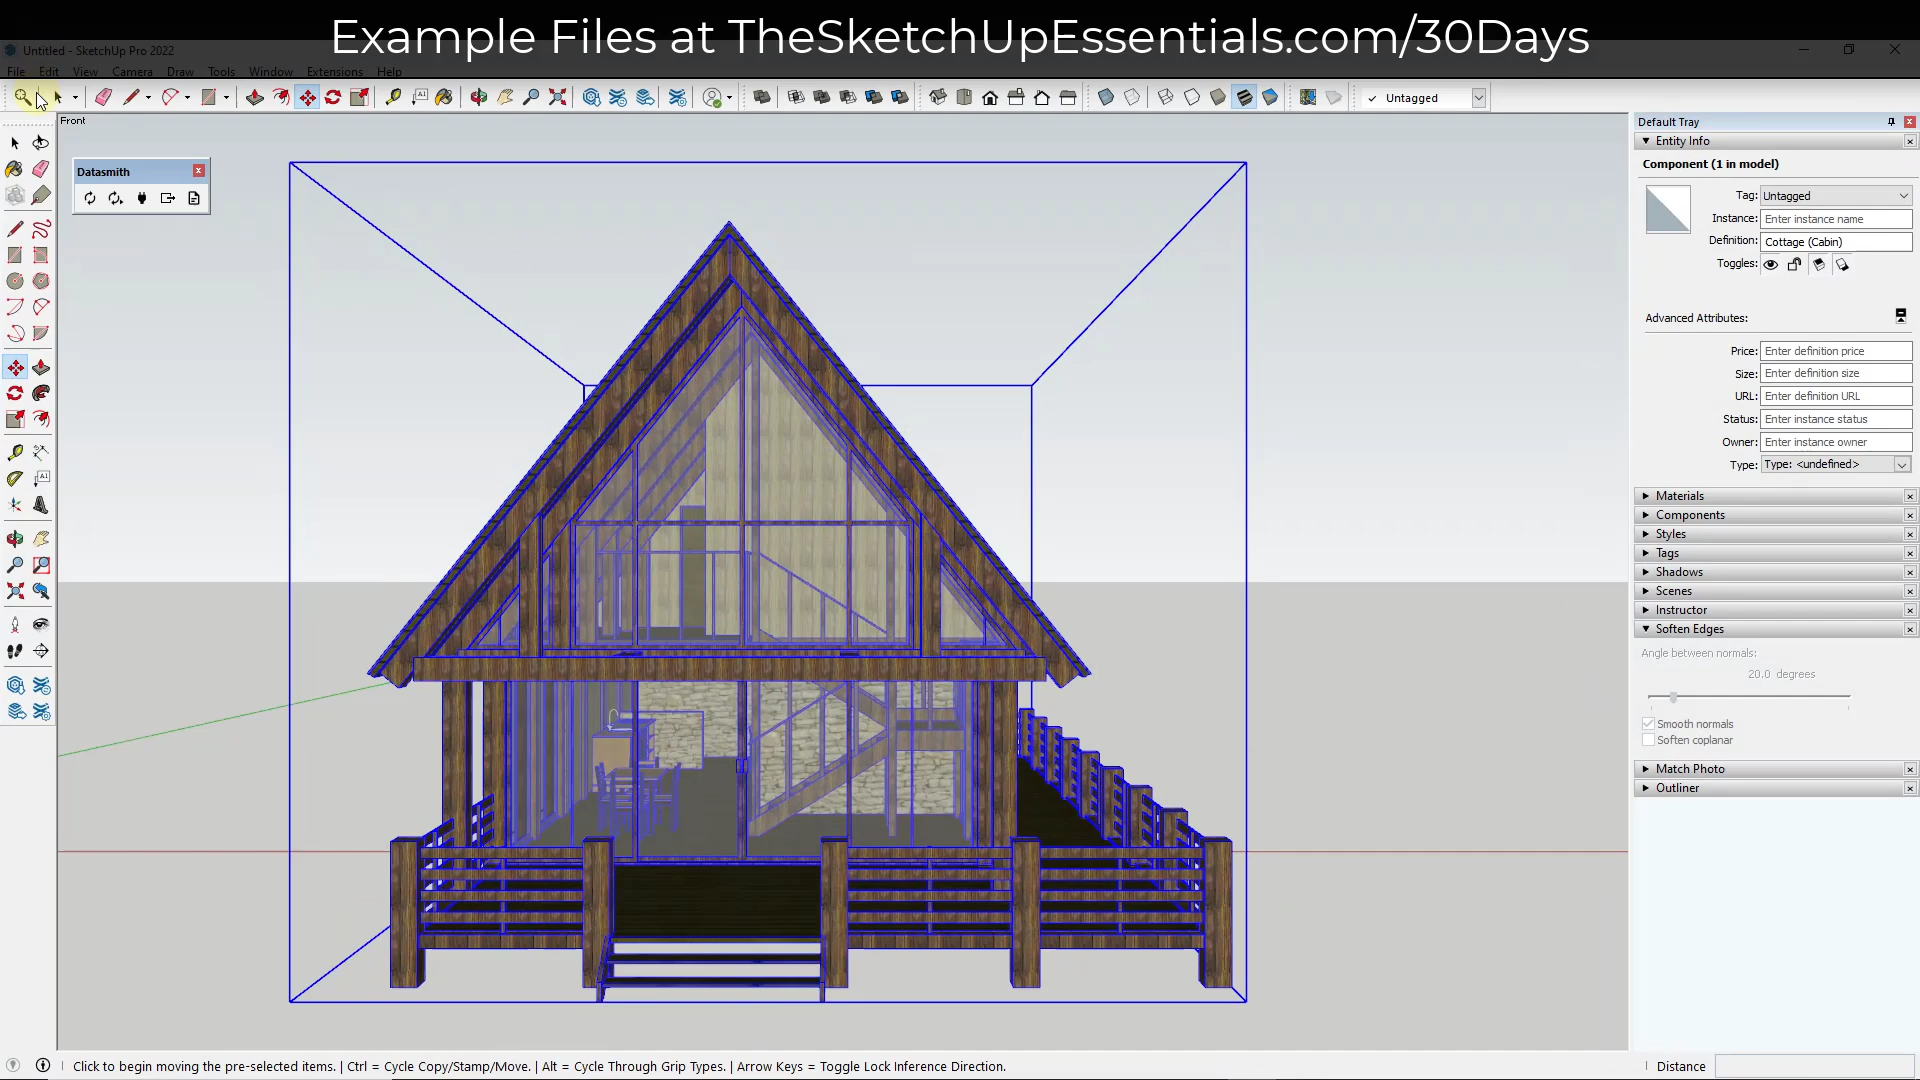 Example Files at TheSketchUpEssentials.com/30Days
Untitled - SketchUp Pro 2022
File Edit View Camera Draw Tools Window Extensions Help
Untagged
Front
Datasmith
Default Tray
Entity Info
Component (1 in model)
Tag: Untagged
Instance: Enter instance name
Definition: Cottage (Cabin)
Toggles:
Advanced Attributes:
Price: Enter definition price
Size: Enter definition size
URL: Enter definition URL
Status: Enter instance status
Owner: Enter instance owner
Type: Type: <undefined>
Materials
Components
Styles
Tags
Shadows
Scenes
Instructor
Soften Edges
Angle between normals:
20.0 degrees
Smooth normals
Soften coplanar
Match Photo
Outliner
Click to begin moving the pre-selected items. | Ctrl = Cycle Copy/Stamp/Move. | Alt = Cycle Through Grip Types. | Arrow Keys = Toggle Lock Inference Direction.
Distance